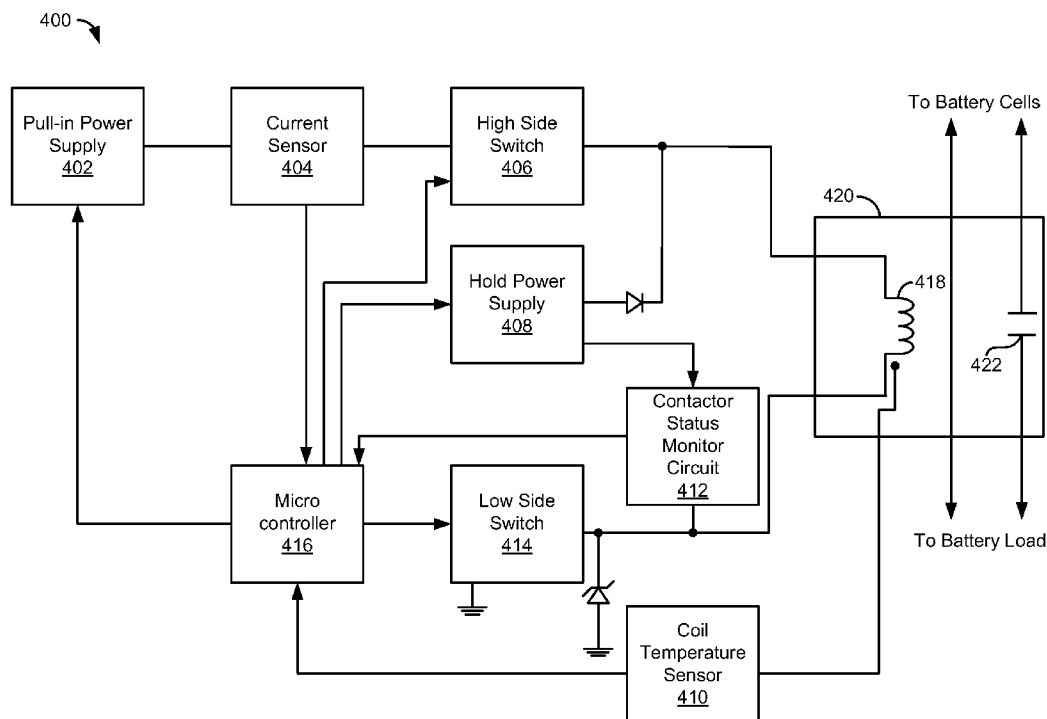 400
Pull-in Power
Supply
402
Current
Sensor
404
High Side
Switch
406
To Battery Cells
420
Hold Power
Supply
408
418
422
Contactor
Status
Monitor
Circuit
412
Micro
controller
416
Low Side
Switch
414
To Battery Load
Coil
Temperature
Sensor
410